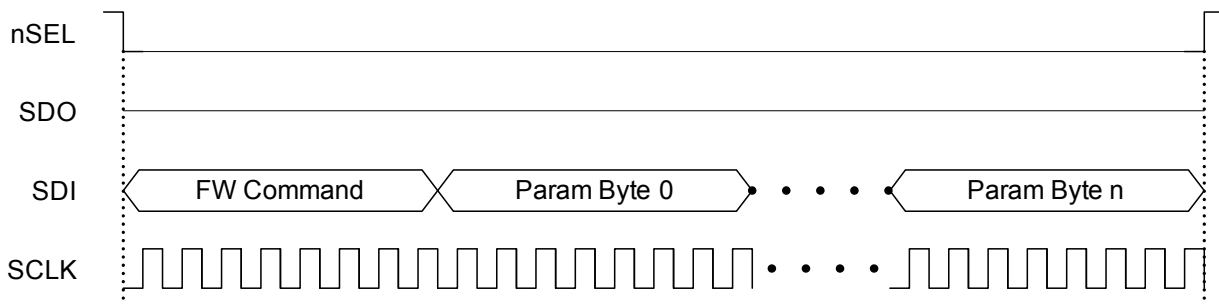 nSEL
SDO
SDI FW Command Param Byte 0 Param Byte n
SCLK